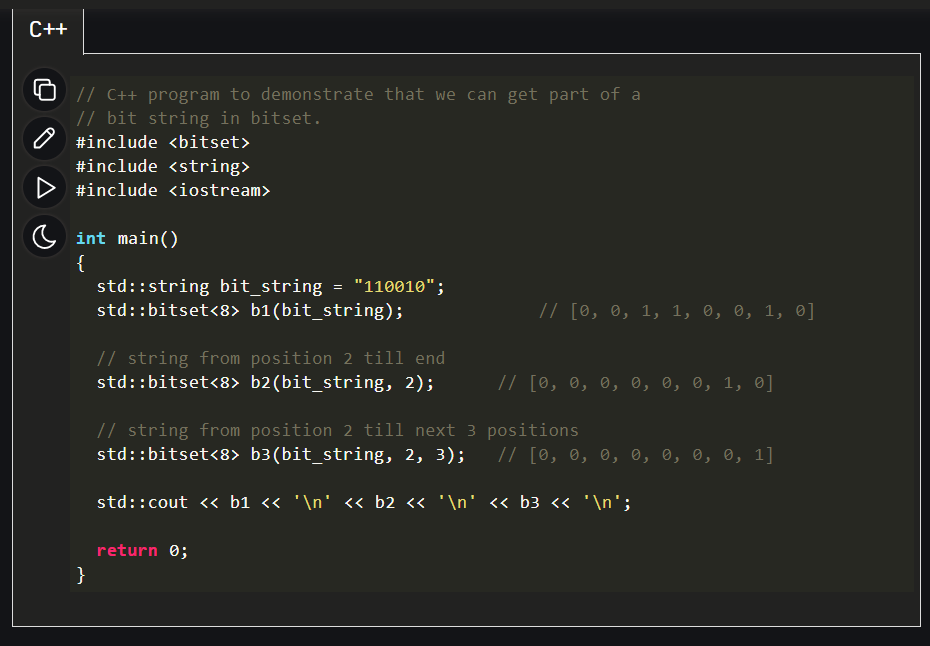 C++
// C++ program to demonstrate that we can get part of a
// bit string in bitset.
#include <bitset>
#include <string>
#include <iostream>
int main()
{
std::string bit_string = "110010";
std::bitset<8> b1(bit_string); // [0, 0, 1, 1, 0, 0, 1, 0]
// string from position 2 till end
std::bitset<8> b2(bit_string, 2); // [0, 0, 0, 0, 0, 0, 1, 0]
// string from position 2 till next 3 positions
std::bitset<8> b3(bit_string, 2, 3); // [0, 0, 0, 0, 0, 0, 0, 1]
std::cout << b1 << '\n' << b2 << '\n' << b3 << '\n';
return 0;
}